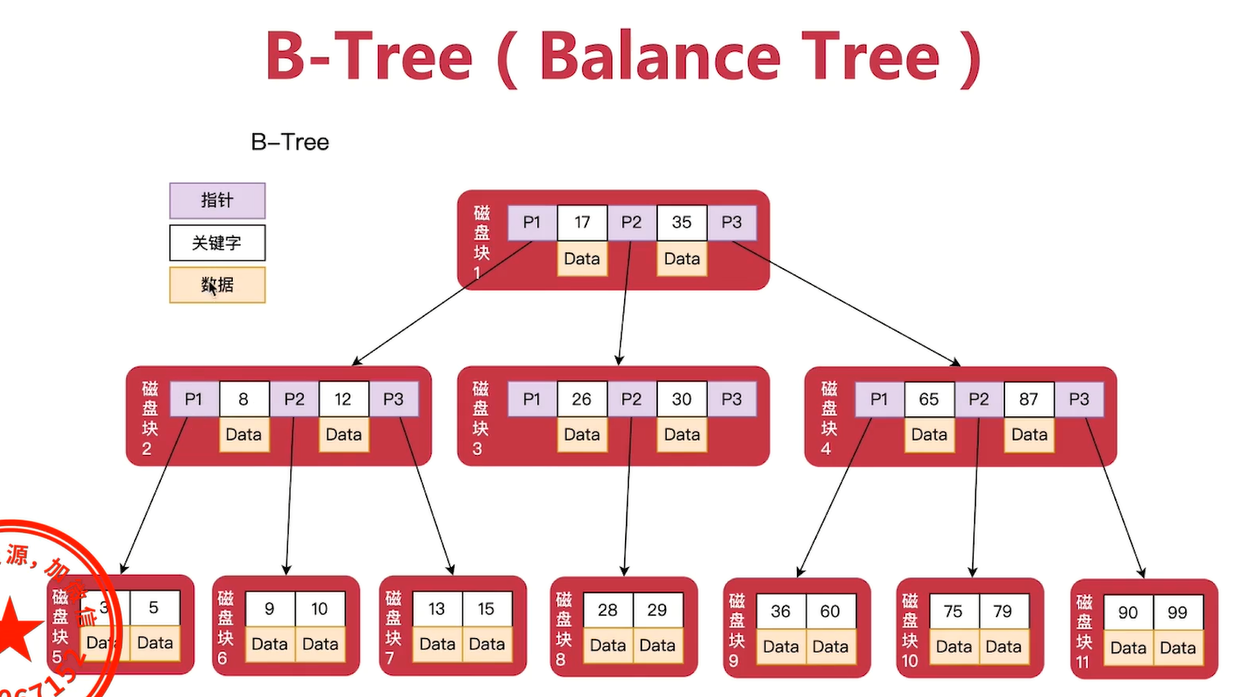 B-Tree ( Balance Tree )
B-Tree
指针
关键字
数据
磁盘块1
P1 17 P2 35 P3
Data Data
磁盘块2
P1 8 P2 12 P3
Data Data
磁盘块3
P1 26 P2 30 P3
Data Data
磁盘块4
P1 65 P2 87 P3
Data Data
磁盘块5
3 5
Data Data
磁盘块6
9 10
Data Data
磁盘块7
13 15
Data Data
磁盘块8
28 29
Data Data
磁盘块9
36 60
Data Data
磁盘块10
75 79
Data Data
磁盘块11
90 99
Data Data
源,加微信